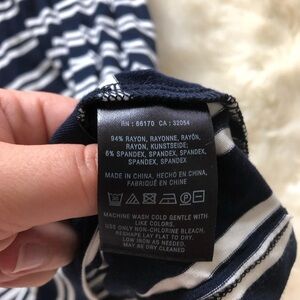 RN : 66170 CA : 32054
94% RAYON, RAYONNE, RAYÓN,
RAYON, KUNSTSEIDE;
6% SPANDEX, SPANDEX, SPANDEX,
SPANDEX, SPANDEX
MADE IN CHINA, HECHO EN CHINA,
FABRIQUÉ EN CHINE
MACHINE WASH COLD GENTLE WITH
LIKE COLORS.
USE ONLY NON-CHLORINE BLEACH.
RESHAPE LAY FLAT TO DRY.
LOW IRON AS NEEDED.
MAY BE DRY CLEANED